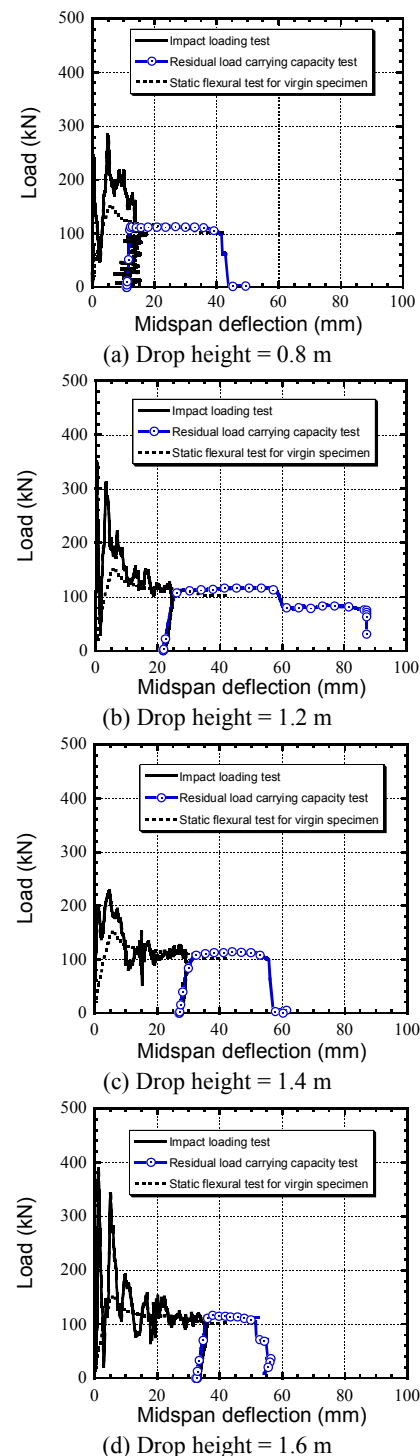 500
400
300
200
100
0
Load (kN)
Impact loading test
Residual load carrying capacity test
Static flexural test for virgin specimen
0 20 40 60 80 100
Midspan deflection (mm)
(a) Drop height = 0.8 m
500
400
300
200
100
0
Load (kN)
Impact loading test
Residual load carrying capacity test
Static flexural test for virgin specimen
0 20 40 60 80 100
Midspan deflection (mm)
(b) Drop height = 1.2 m
500
400
300
200
100
0
Load (kN)
Impact loading test
Residual load carrying capacity test
Static flexural test for virgin specimen
0 20 40 60 80 100
Midspan deflection (mm)
(c) Drop height = 1.4 m
500
400
300
200
100
0
Load (kN)
Impact loading test
Residual load carrying capacity test
Static flexural test for virgin specimen
0 20 40 60 80 100
Midspan deflection (mm)
(d) Drop height = 1.6 m